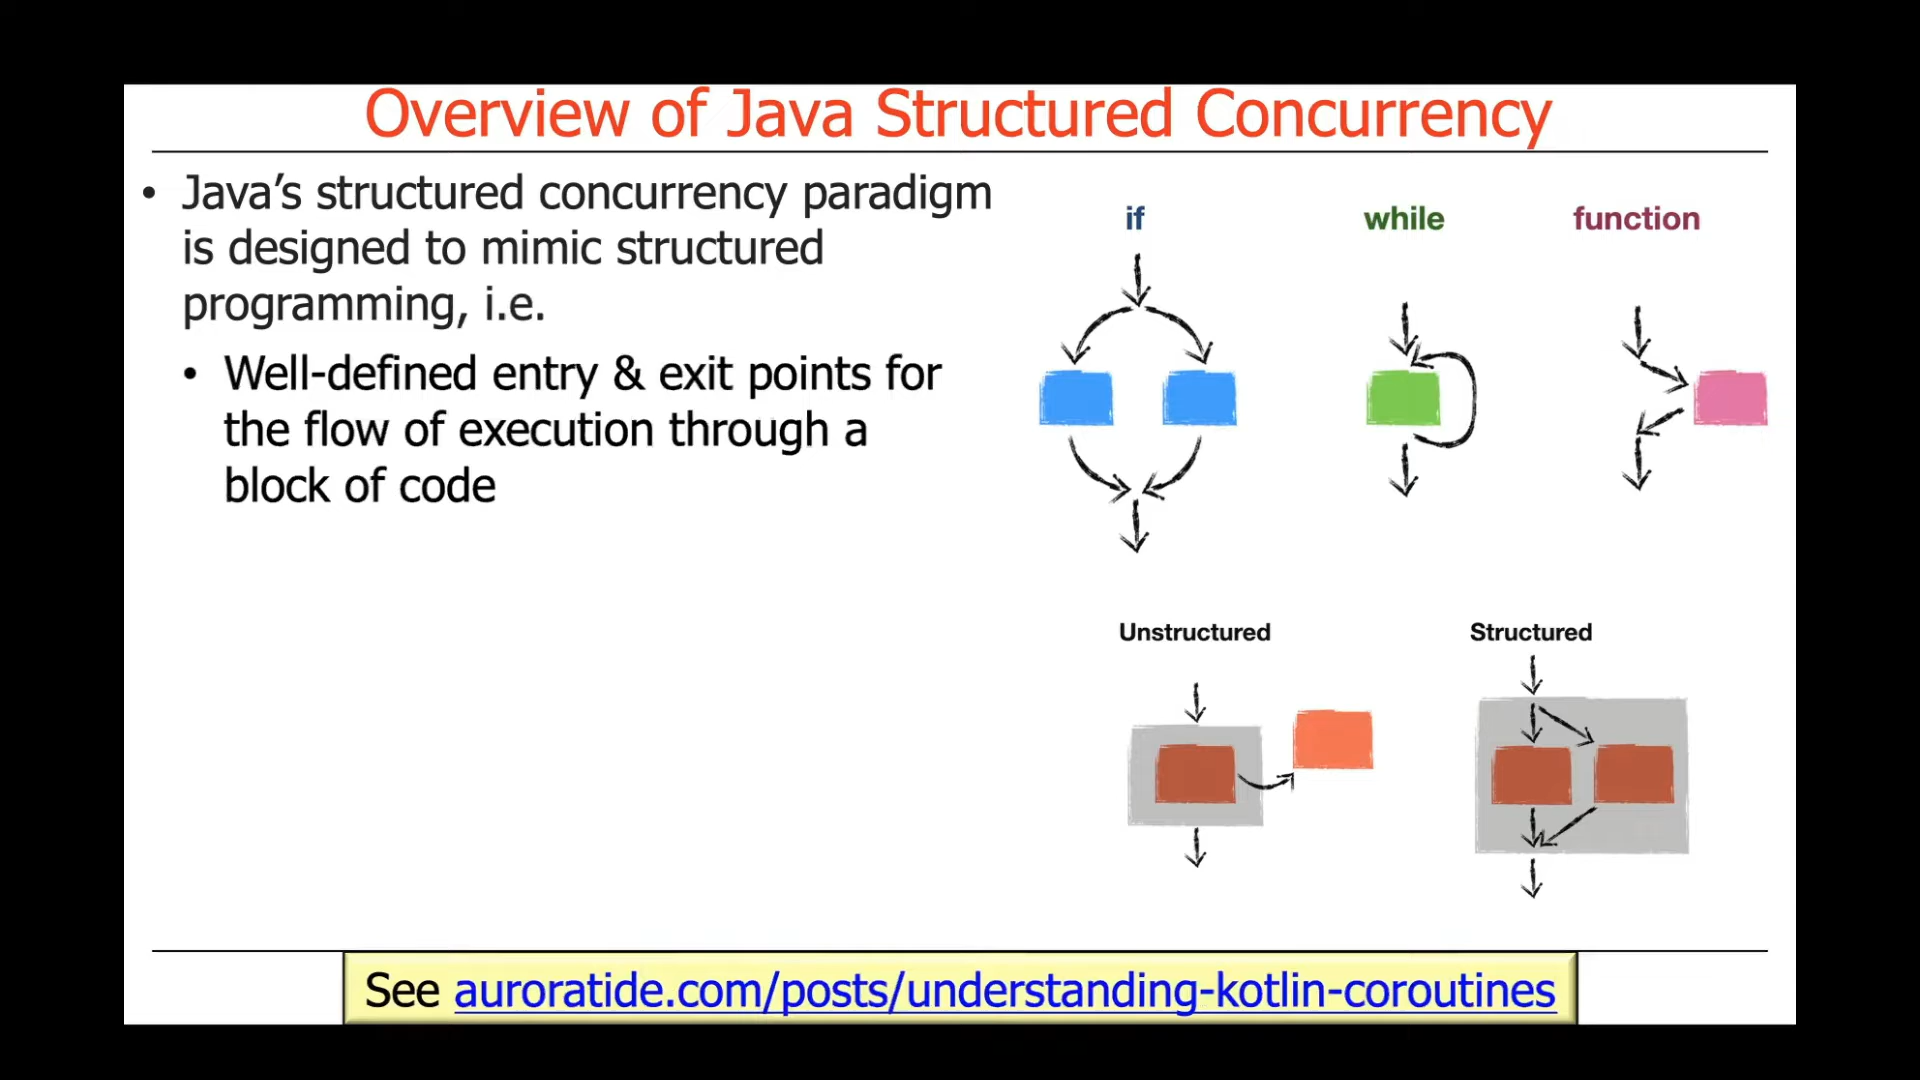 Overview of Java Structured Concurrency
• Java’s structured concurrency paradigm
is designed to mimic structured
programming, i.e.
• Well-defined entry & exit points for
the flow of execution through a
block of code
if
while
function
Unstructured
Structured
See auroratide.com/posts/understanding-kotlin-coroutines